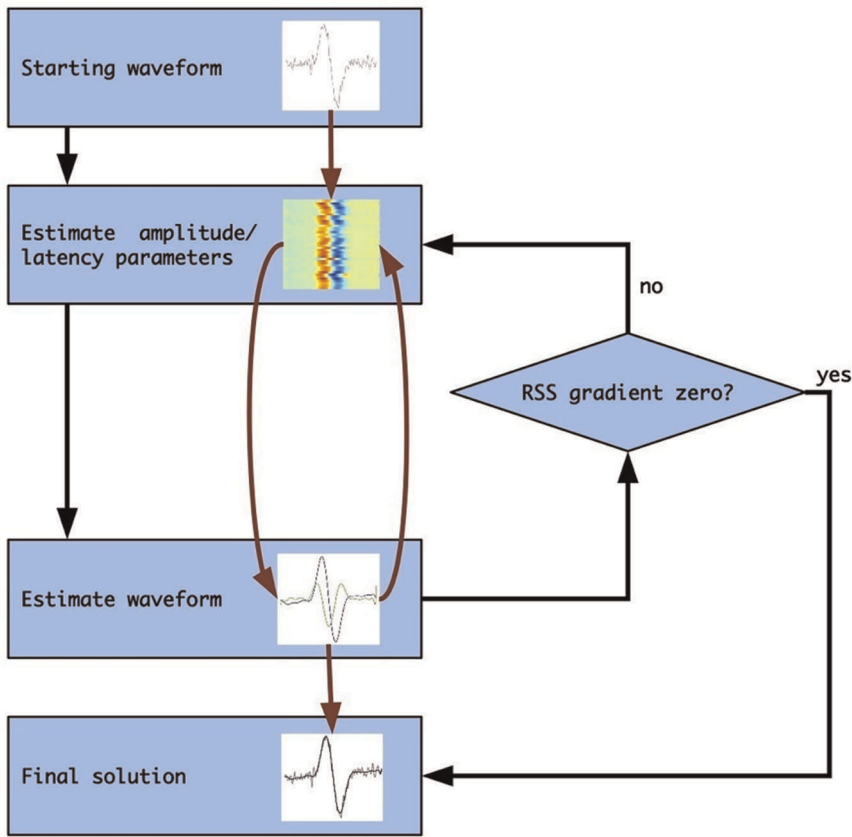 Starting waveform
Estimate amplitude/
latency parameters
no
RSS gradient zero?
yes
Estimate waveform
Final solution